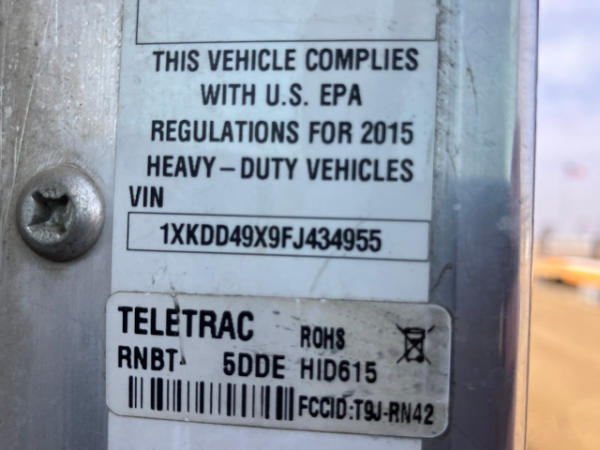 THIS VEHICLE COMPLIES
WITH U.S. EPA
REGULATIONS FOR 2015
HEAVY-DUTY VEHICLES
VIN
1XKDD49X9FJ434955
TELETRAC ROHS
RNBT- 5DDE HID615
FCCID:T9J-RN42